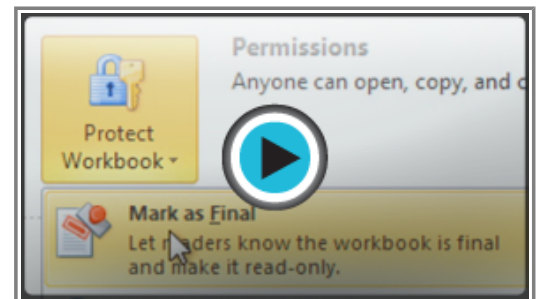 Permissions
Anyone can open, copy, and
Protect
Workbook
Mark as Final
Let readers know the workbook is final
and make it read-only.